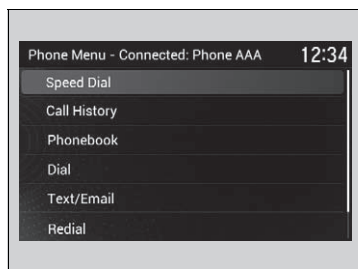 Phone Menu - Connected: Phone AAA 12:34
Speed Dial
Call History
Phonebook
Dial
Text/Email
Redial